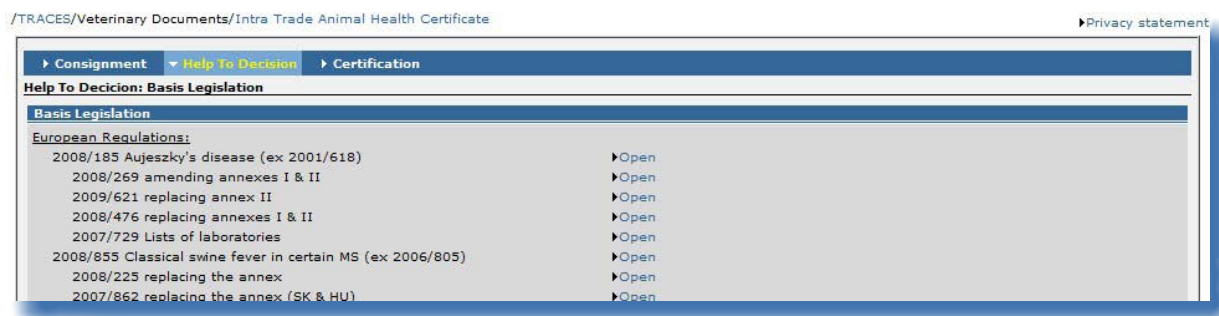 /TRACES/Veterinary Documents/Intra Trade Animal Health Certificate
Privacy statement
Consignment Help To Decision Certification
Help To Decicion: Basis Legislation
Basis Legislation
European Regulations:
2008/185 Aujeszky's disease (ex 2001/618) Open
2008/269 amending annexes I & II Open
2009/621 replacing annex II Open
2008/476 replacing annexes I & II Open
2007/729 Lists of laboratories Open
2008/855 Classical swine fever in certain MS (ex 2006/805) Open
2008/225 replacing the annex Open
2007/862 replacing the annex (SK & HU) Open